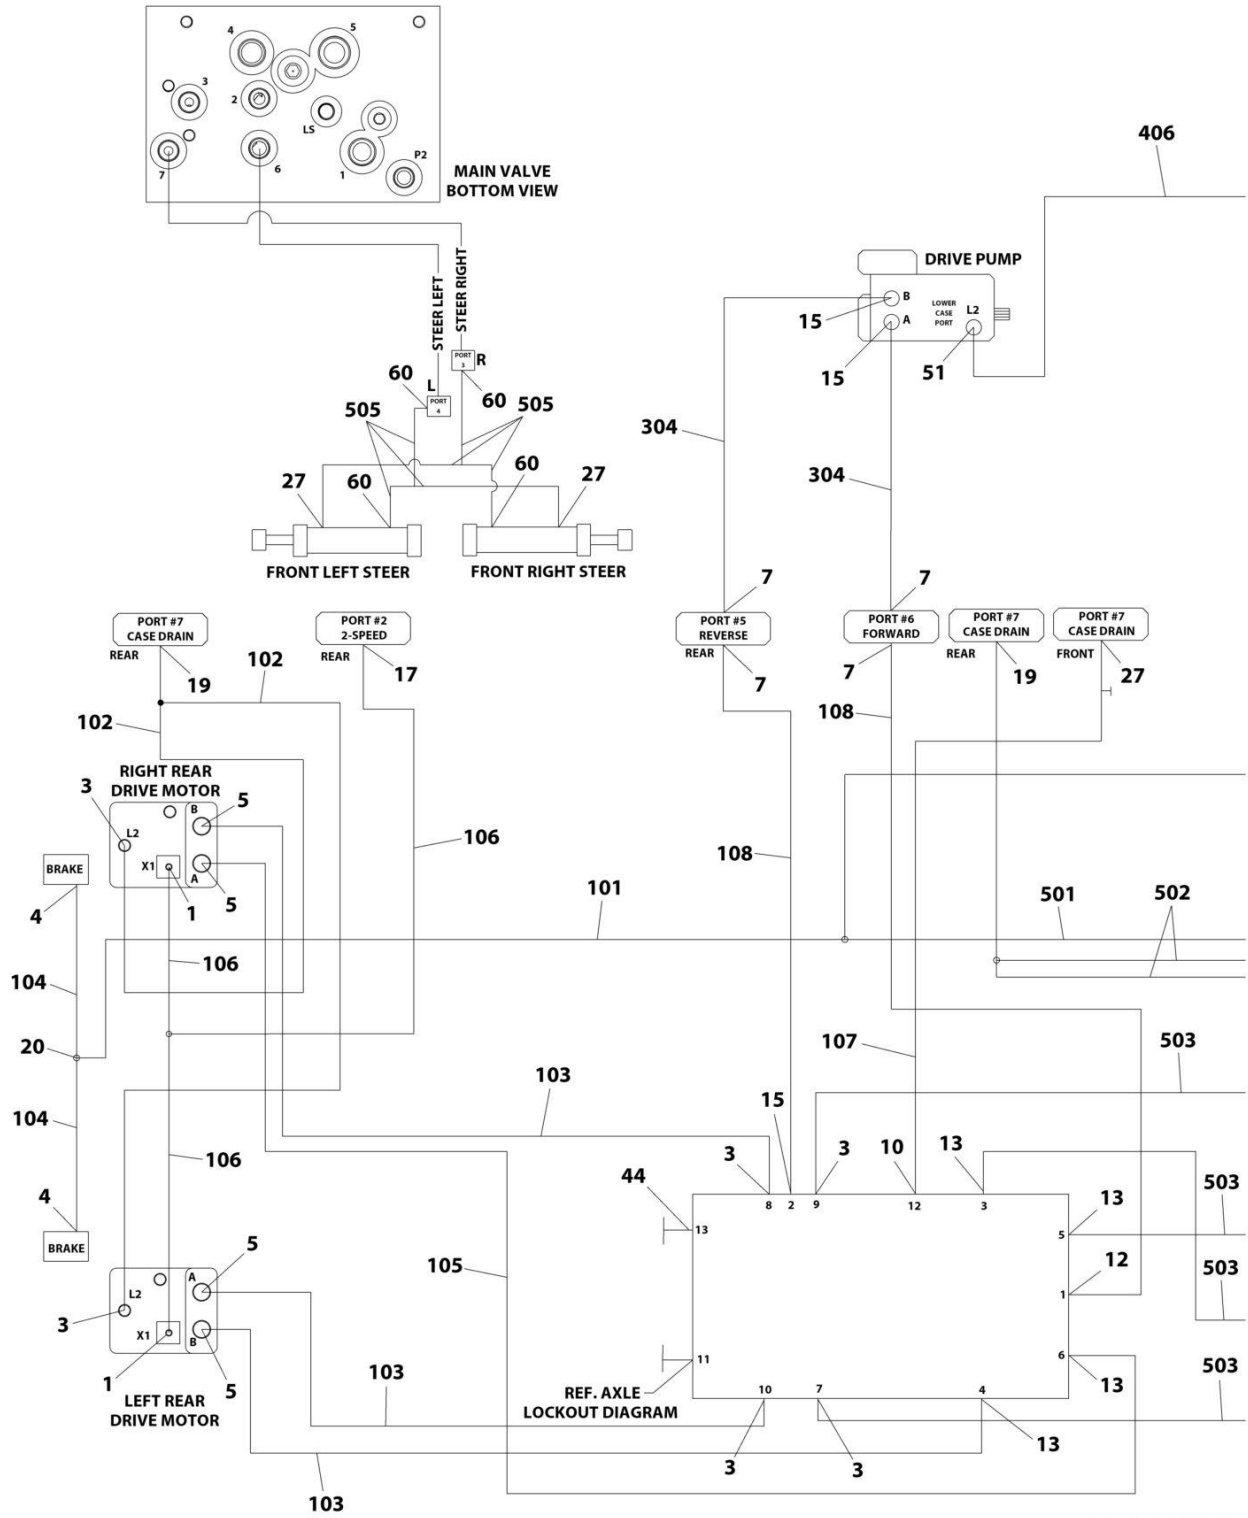 4
5
3
2
LS
7
6
1
P2
MAIN VALVE
BOTTOM VIEW
406
DRIVE PUMP
B
A
LOWER
CASE
PORT
L2
15
15
51
STEER LEFT
STEER RIGHT
PORT
3
R
60
L
PORT
4
60
505
505
304
304
27
60
60
27
FRONT LEFT STEER
FRONT RIGHT STEER
7
7
PORT #7
CASE DRAIN
REAR
19
PORT #2
2-SPEED
REAR
17
PORT #5
REVERSE
REAR
7
PORT #6
FORWARD
7
PORT #7
CASE DRAIN
REAR
19
PORT #7
CASE DRAIN
FRONT
27
102
102
108
RIGHT REAR
DRIVE MOTOR
3
5
B
L2
X1
A
1
5
BRAKE
4
106
108
101
501
502
106
104
20
107
503
104
103
15
106
3
3
10
13
4
44
503
BRAKE
8
2
9
12
3
13
13
5
105
12
503
1
5
A
L2
X1
B
3
1
5
LEFT REAR
DRIVE MOTOR
11
6
13
503
103
REF. AXLE
LOCKOUT DIAGRAM
10
7
4
13
3
3
103